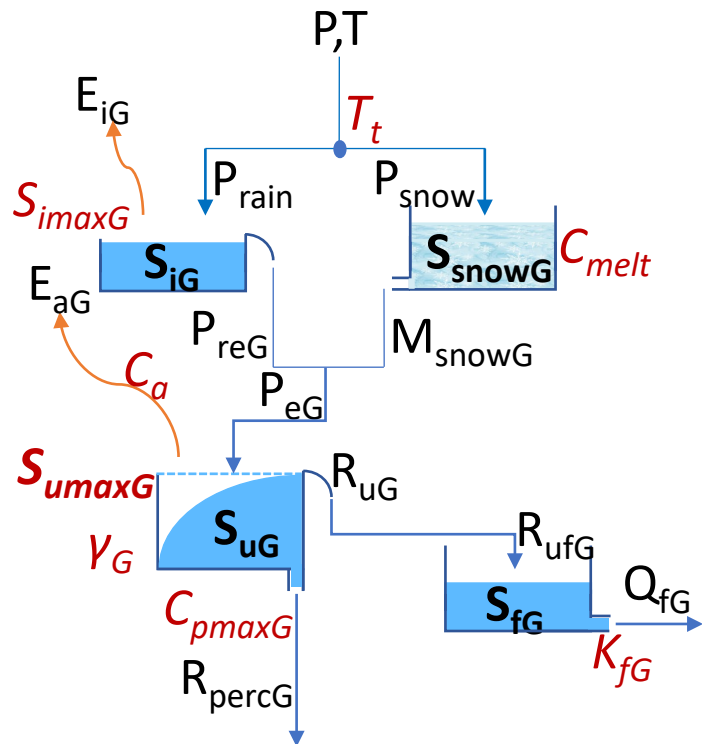 P,T
E_iG
T_t
P_rain
P_snow
S_imaxG
S_iG
S_snowG
C_melt
E_aG
P_reG
M_snowG
C_a
P_eG
S_umaxG
R_uG
S_uG
R_ufG
γ_G
Q_fG
S_fG
C_pmaxG
K_fG
R_percG